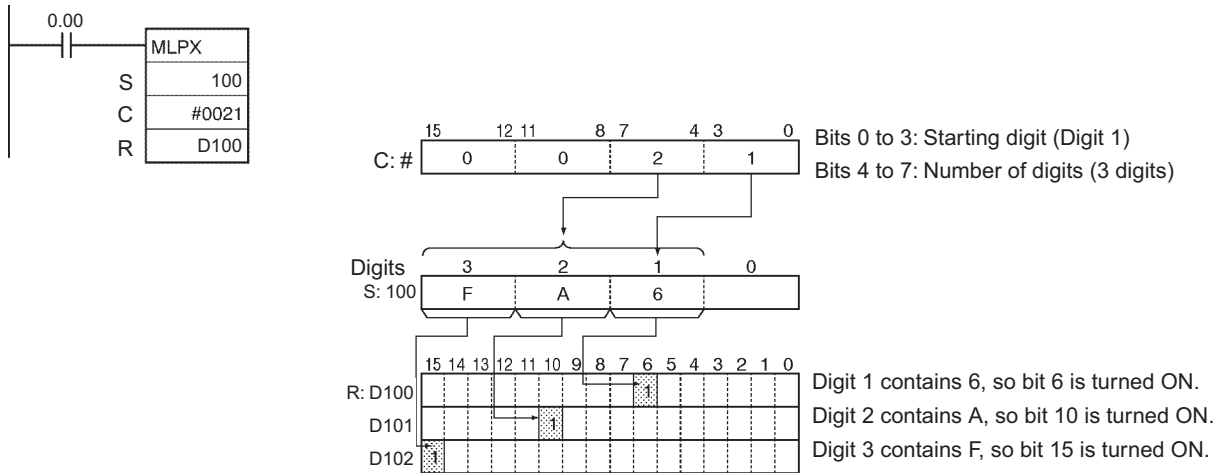 0.00
MLPX
S 100
C #0021
R D100
15 12 11 8 7 4 3 0
C: # 0 0 2 1
Bits 0 to 3: Starting digit (Digit 1)
Bits 4 to 7: Number of digits (3 digits)
Digits 3 2 1 0
S: 100 F A 6
15 14 13 12 11 10 9 8 7 6 5 4 3 2 1 0
R: D100 1 Digit 1 contains 6, so bit 6 is turned ON.
D101 1 Digit 2 contains A, so bit 10 is turned ON.
D102 1 Digit 3 contains F, so bit 15 is turned ON.